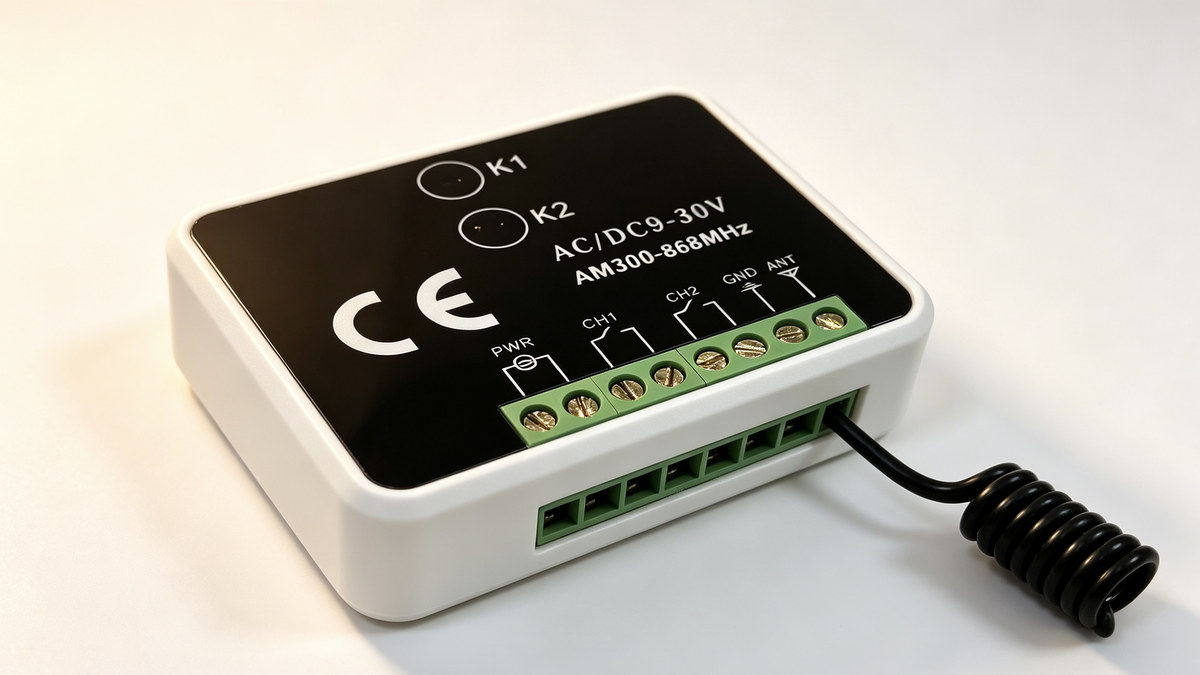 K1
K2
AC/DC9-30V
AM300-868MHz
CE
PWR
CH1
CH2
GND
ANT